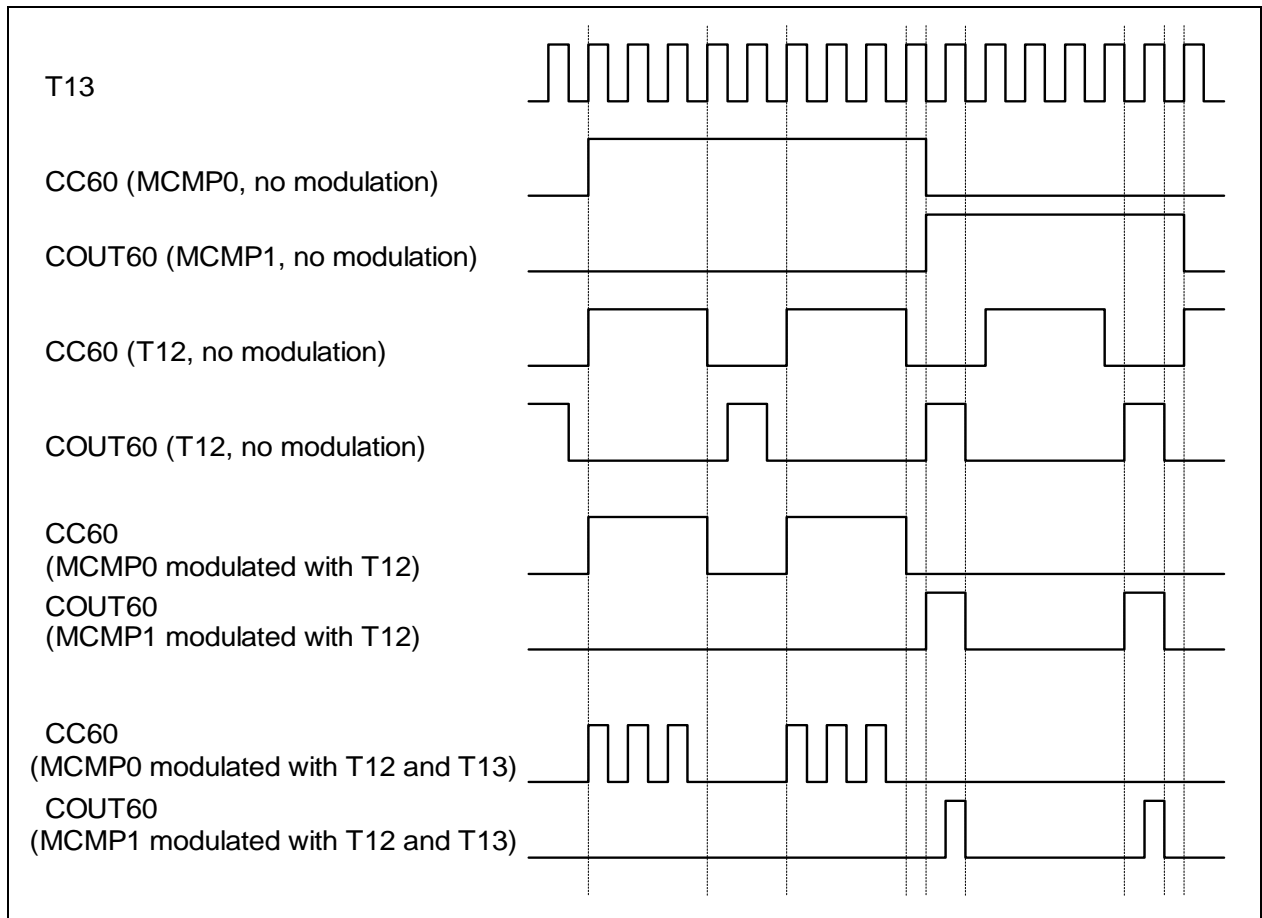 T13
CC60 (MCMP0, no modulation)
COUT60 (MCMP1, no modulation)
CC60 (T12, no modulation)
COUT60 (T12, no modulation)
CC60
(MCMP0 modulated with T12)
COUT60
(MCMP1 modulated with T12)
CC60
(MCMP0 modulated with T12 and T13)
COUT60
(MCMP1 modulated with T12 and T13)